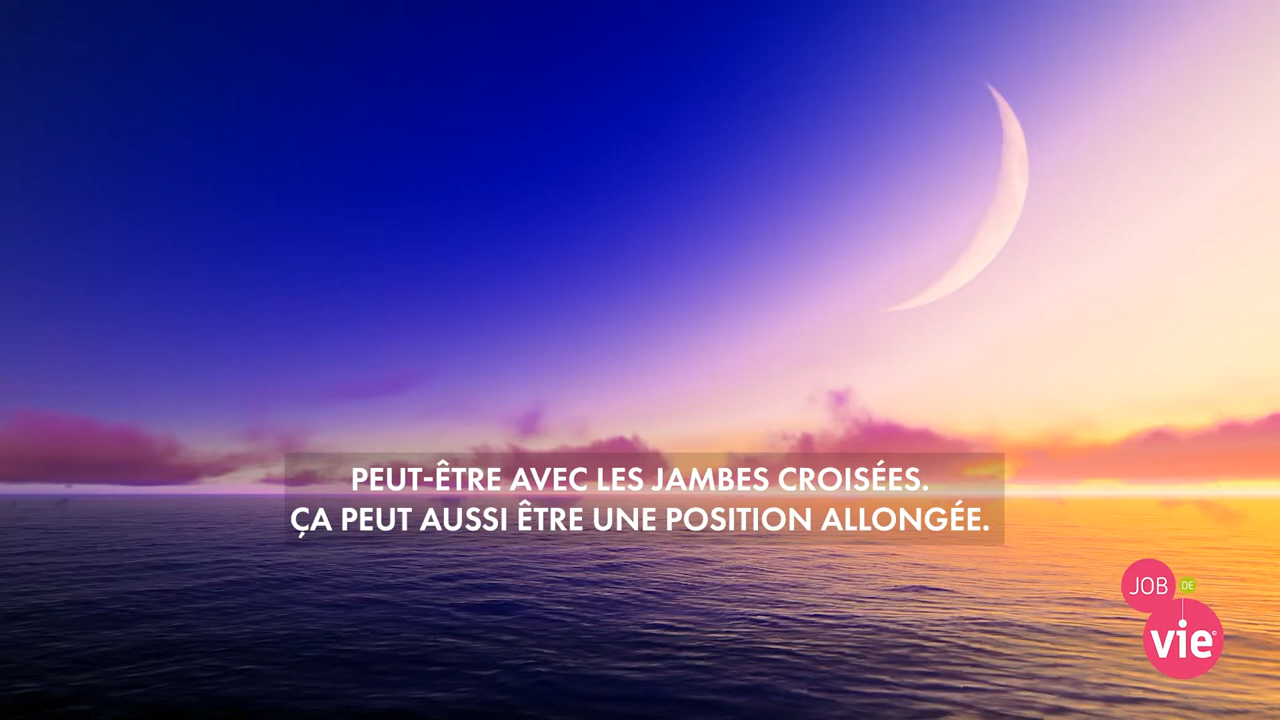 PEUT-ÊTRE AVEC LES JAMBES CROISÉES.
ÇA PEUT AUSSI ÊTRE UNE POSITION ALLONGÉE.
JOB DE
vie